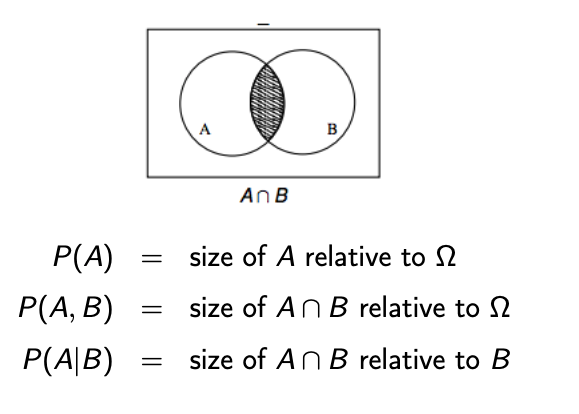 A B
A ∩ B
P(A) = size of A relative to Ω
P(A, B) = size of A ∩ B relative to Ω
P(A|B) = size of A ∩ B relative to B